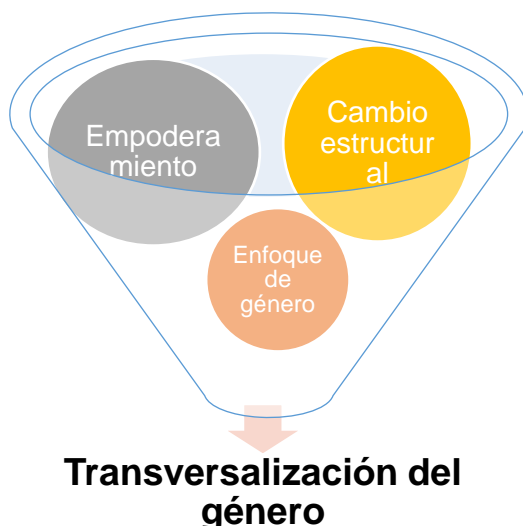 Empodera
miento
Cambio
estructur
al
Enfoque
de
género
Transversalización del
género